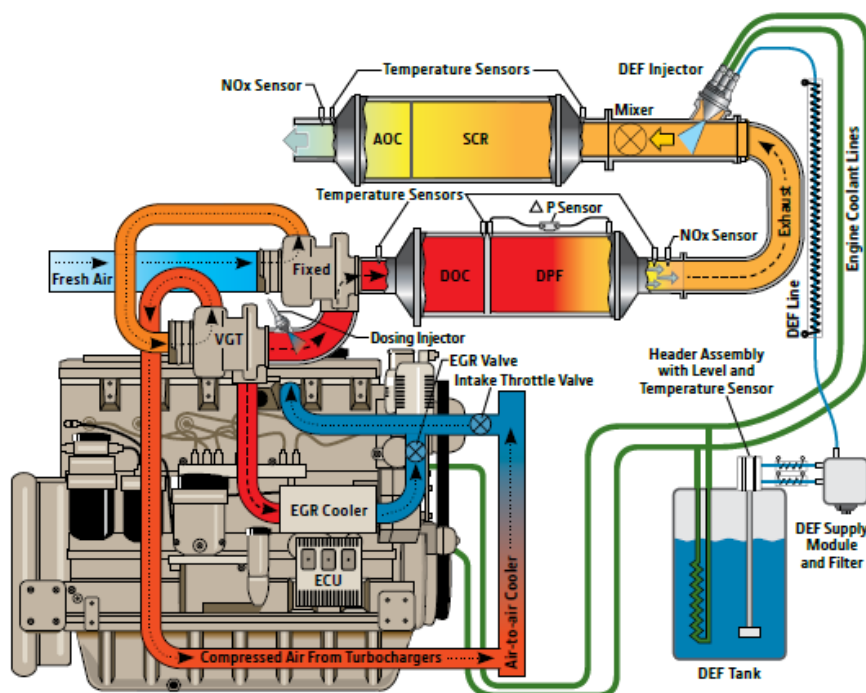 DEF Injector
Temperature Sensors
NOx Sensor
Mixer
AOC
SCR
Engine Coolant Lines
Temperature Sensors
△ P Sensor
NOx Sensor
Exhaust
Fixed
Fresh Air
DOC
DPF
DEF Line
VGT
Dosing Injector
EGR Valve
Intake Throttle Valve
Header Assembly
with Level and
Temperature Sensor
EGR Cooler
ECU
DEF Supply
Module
and Filter
Air-to-air Cooler
Compressed Air From Turbochargers
DEF Tank